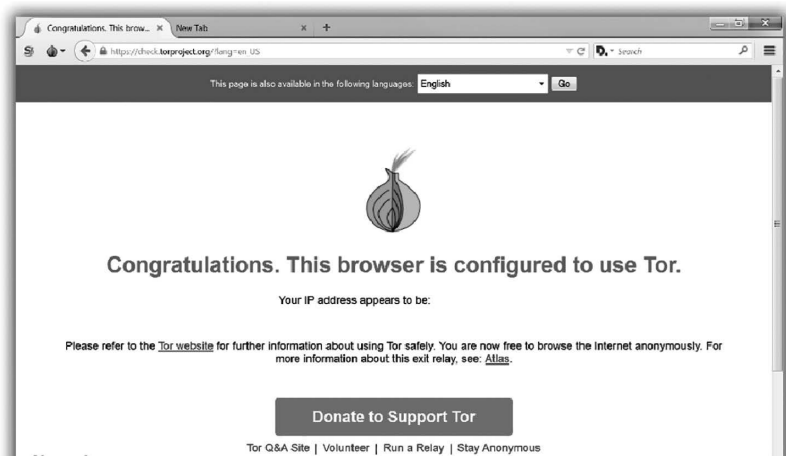 Congratulations. This brow... × New Tab × +
https://check.torproject.org/?lang=en_US Search
This page is also available in the following languages: English Go
Congratulations. This browser is configured to use Tor.
Your IP address appears to be:
Please refer to the Tor website for further information about using Tor safely. You are now free to browse the Internet anonymously. For
more information about this exit relay, see: Atlas.
Donate to Support Tor
Tor Q&A Site | Volunteer | Run a Relay | Stay Anonymous